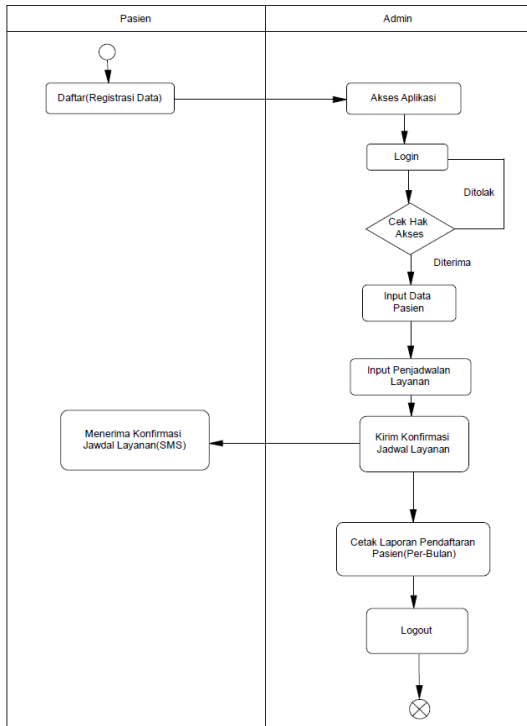 Pasien
Admin
Daftar(Registrasi Data)
Akses Aplikasi
Login
Ditolak
Cek Hak
Akses
Diterima
Input Data
Pasien
Input Penjadwalan
Layanan
Menerima Konfirmasi
Jawdal Layanan(SMS)
Kirim Konfirmasi
Jadwal Layanan
Cetak Laporan Pendaftaran
Pasien(Per-Bulan)
Logout